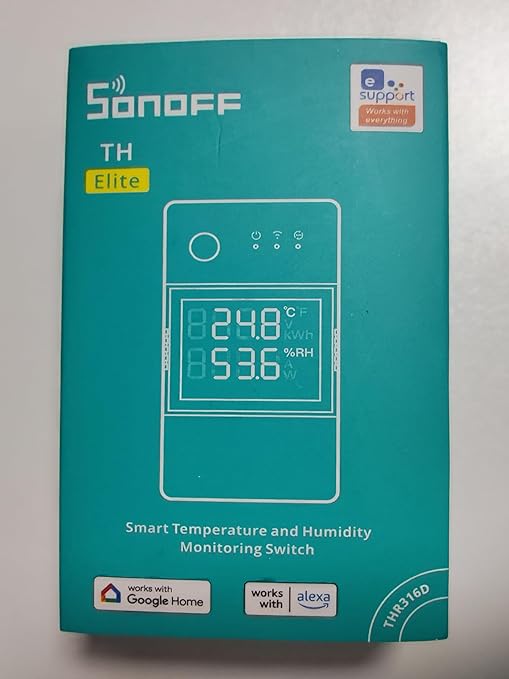 SONOFF
e
support
Works with
everything
TH
Elite
24.8 °C F
V
kWh
53.6 %RH
A
W
Smart Temperature and Humidity
Monitoring Switch
works with
Google Home
works
with
alexa
THR316D